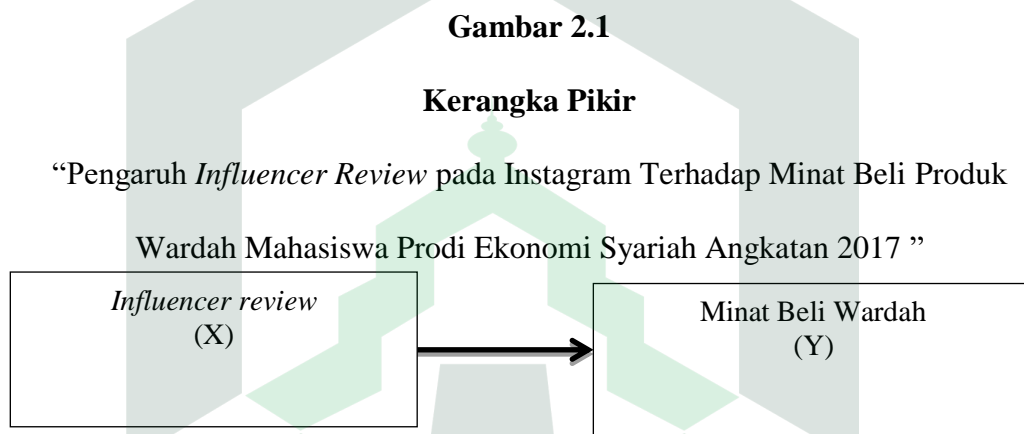 Gambar 2.1
Kerangka Pikir
“Pengaruh Influencer Review pada Instagram Terhadap Minat Beli Produk
Wardah Mahasiswa Prodi Ekonomi Syariah Angkatan 2017 ”
Influencer review
(X)
Minat Beli Wardah
(Y)